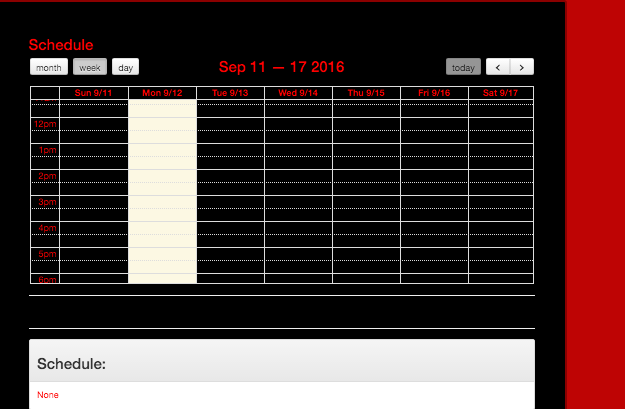 Schedule
month week day Sep 11 — 17 2016 today
Sun 9/11 Mon 9/12 Tue 9/13 Wed 9/14 Thu 9/15 Fri 9/16 Sat 9/17
12pm
1pm
2pm
3pm
4pm
5pm
6pm
Schedule:
None